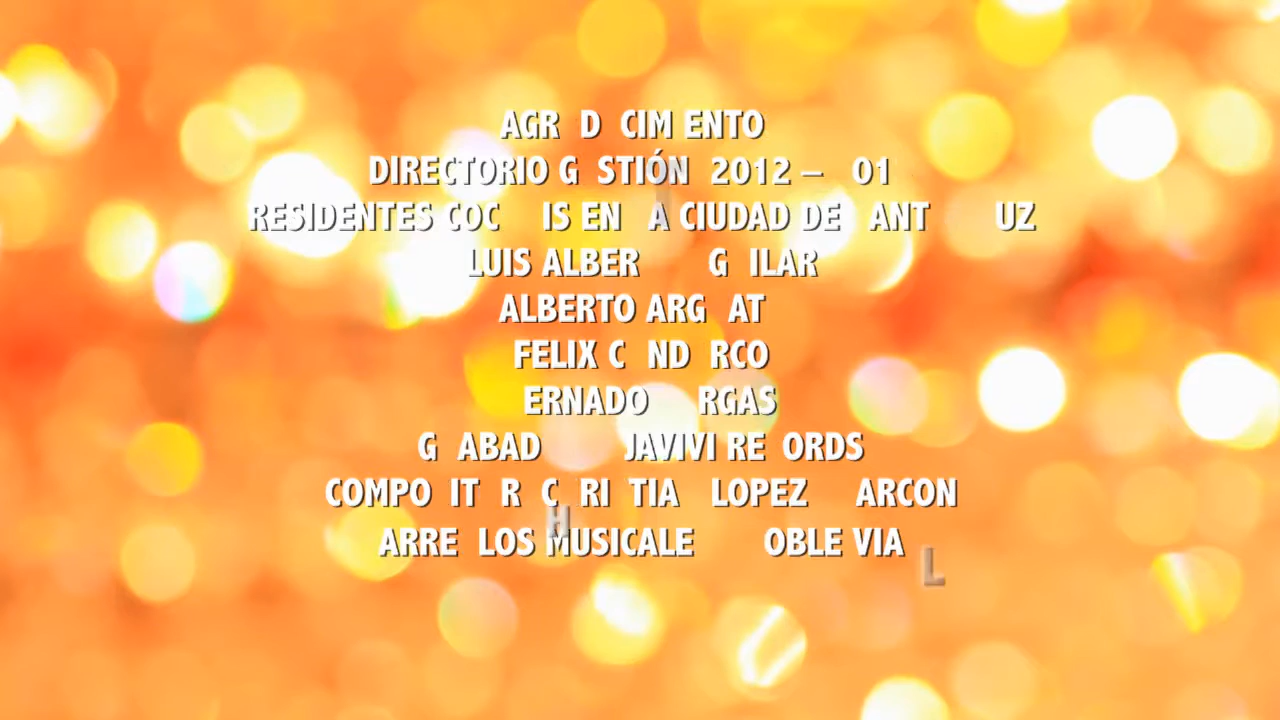 AGR D CIM ENTO
DIRECTORIO G STIÓN 2012 – 01
RESIDENTES COC IS EN A CIUDAD DE ANT UZ
LUIS ALBER G ILAR
ALBERTO ARG AT
FELIX C ND RCO
ERNADO RGAS
G ABAD JAVIVI RE ORDS
COMPO IT R C RI TIA LOPEZ ARCON
H
ARRE LOS MUSICALE OBLE VIA
L